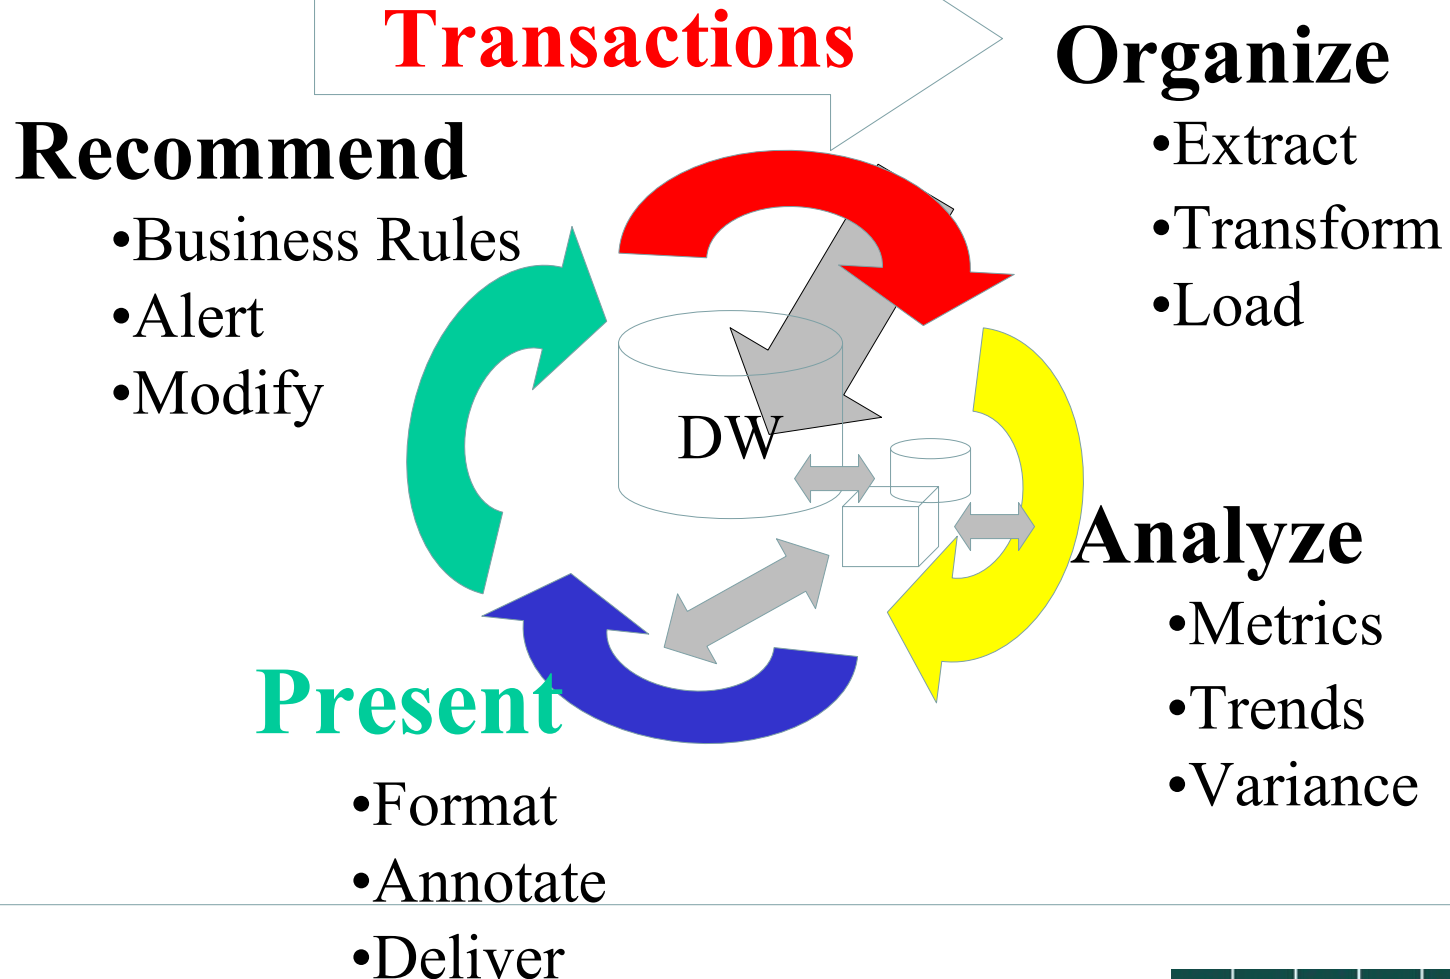 Transactions
Organize
•Extract
•Transform
•Load
Recommend
•Business Rules
•Alert
•Modify
DW
Analyze
•Metrics
•Trends
•Variance
Present
•Format
•Annotate
•Deliver